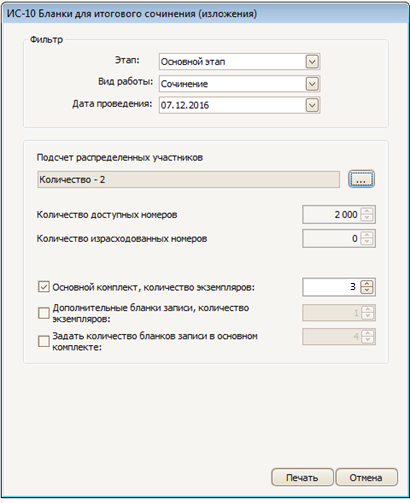 ИС-10 Бланки для итогового сочинения (изложения)
Фильтр
Этап: Основной этап
Вид работы: Сочинение
Дата проведения: 07.12.2016
Подсчет распределенных участников
Количество - 2 ...
Количество доступных номеров 2 000
Количество израсходованных номеров 0
Основной комплект, количество экземпляров: 3
Дополнительные бланки записи, количество
экземпляров: 1
Задать количество бланков записи в основном
комплекте: 4
Печать Отмена